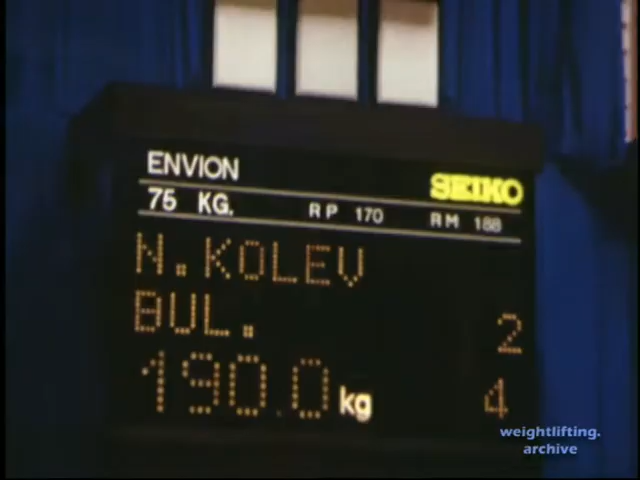 ENVION
SEIKO
75 KG. RP 170 RM 188
N.KOLEV
BUL. 2
190.0 kg 4
weightlifting.
archive